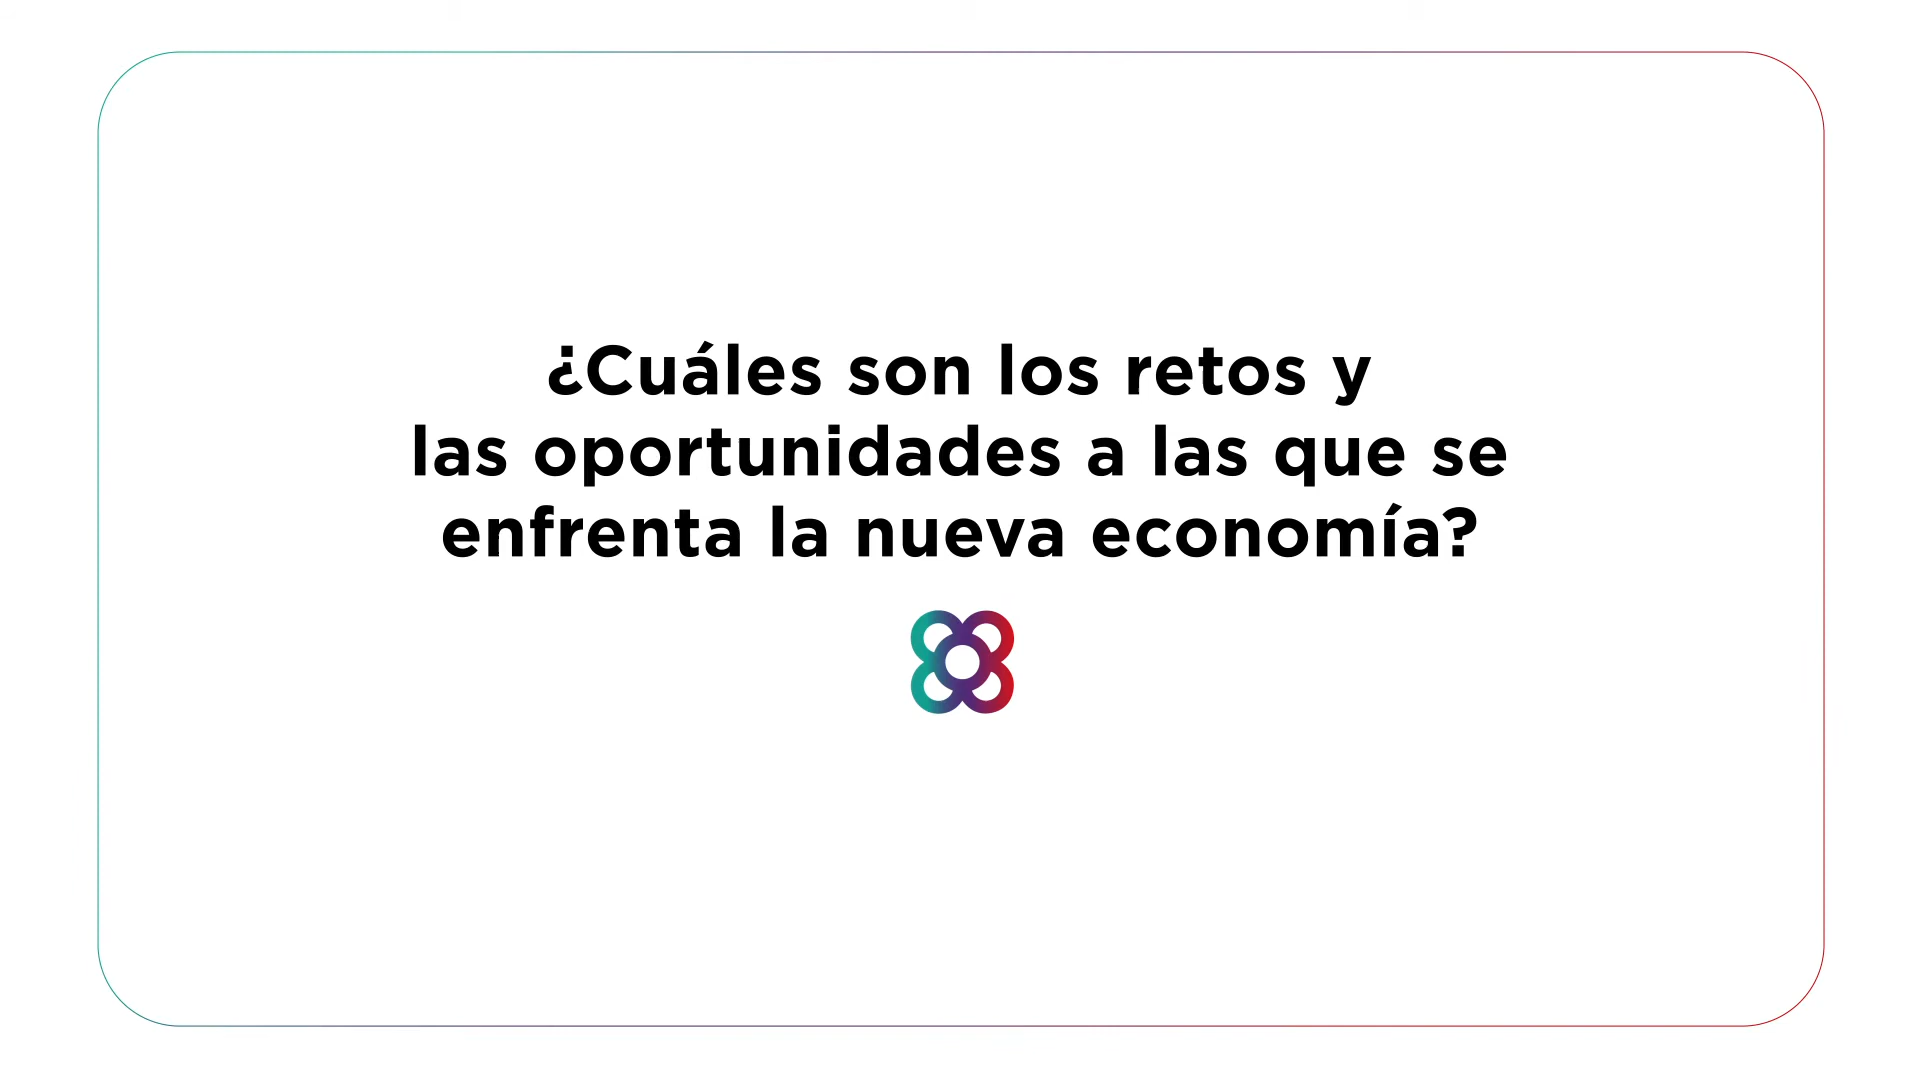 ¿Cuáles son los retos y
las oportunidades a las que se
enfrenta la nueva economía?